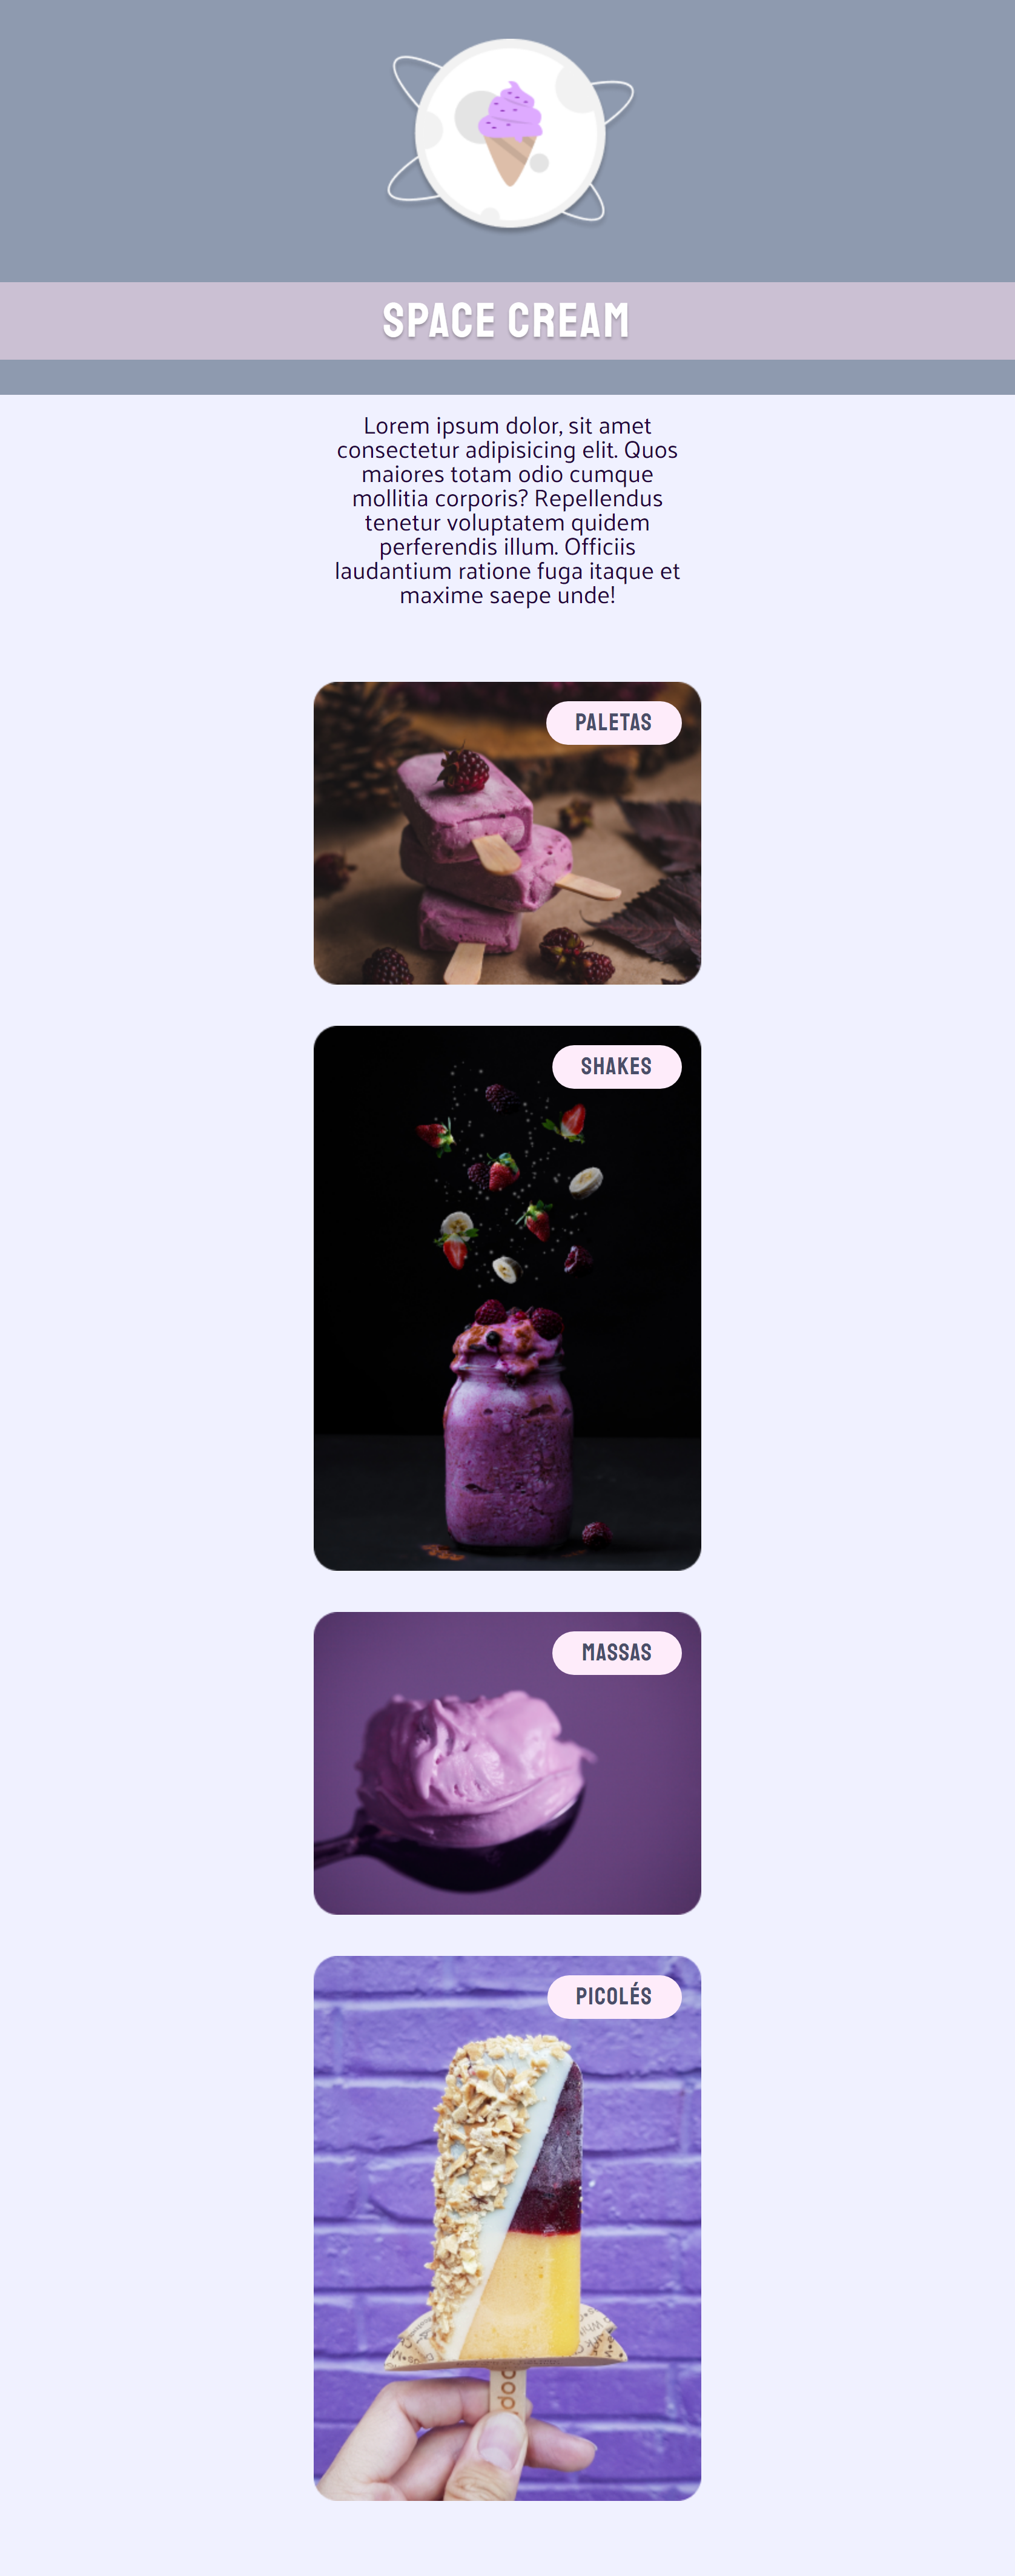 SPACE CREAM
Lorem ipsum dolor, sit amet
consectetur adipisicing elit. Quos
maiores totam odio cumque
mollitia corporis? Repellendus
tenetur voluptatem quidem
perferendis illum. Officiis
laudantium ratione fuga itaque et
maxime saepe unde!
PALETAS
SHAKES
MASSAS
PICOLÉS